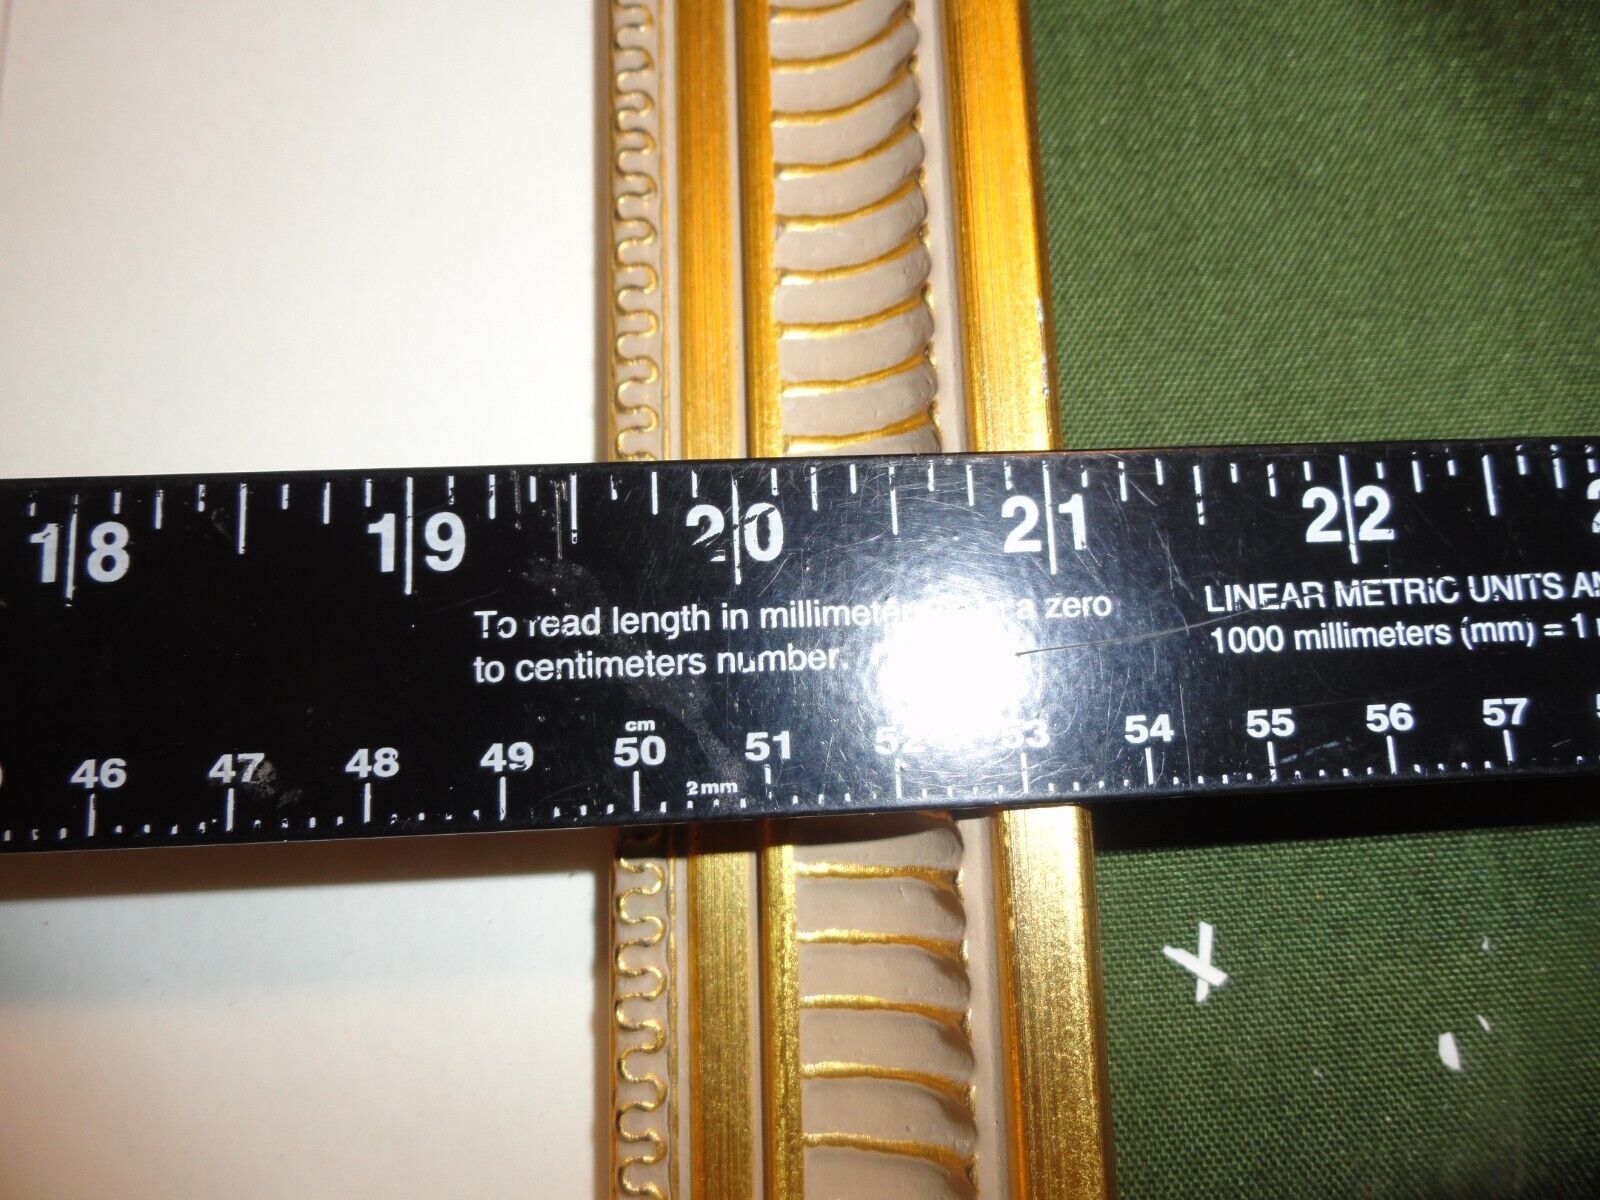 18 19 20 21 22
To read length in millimeters a zero
to centimeters number.
LINEAR METRIC UNITS
1000 millimeters (mm) = 1
cm
46 47 48 49 50 51 52 53 54 55 56 57
2mm